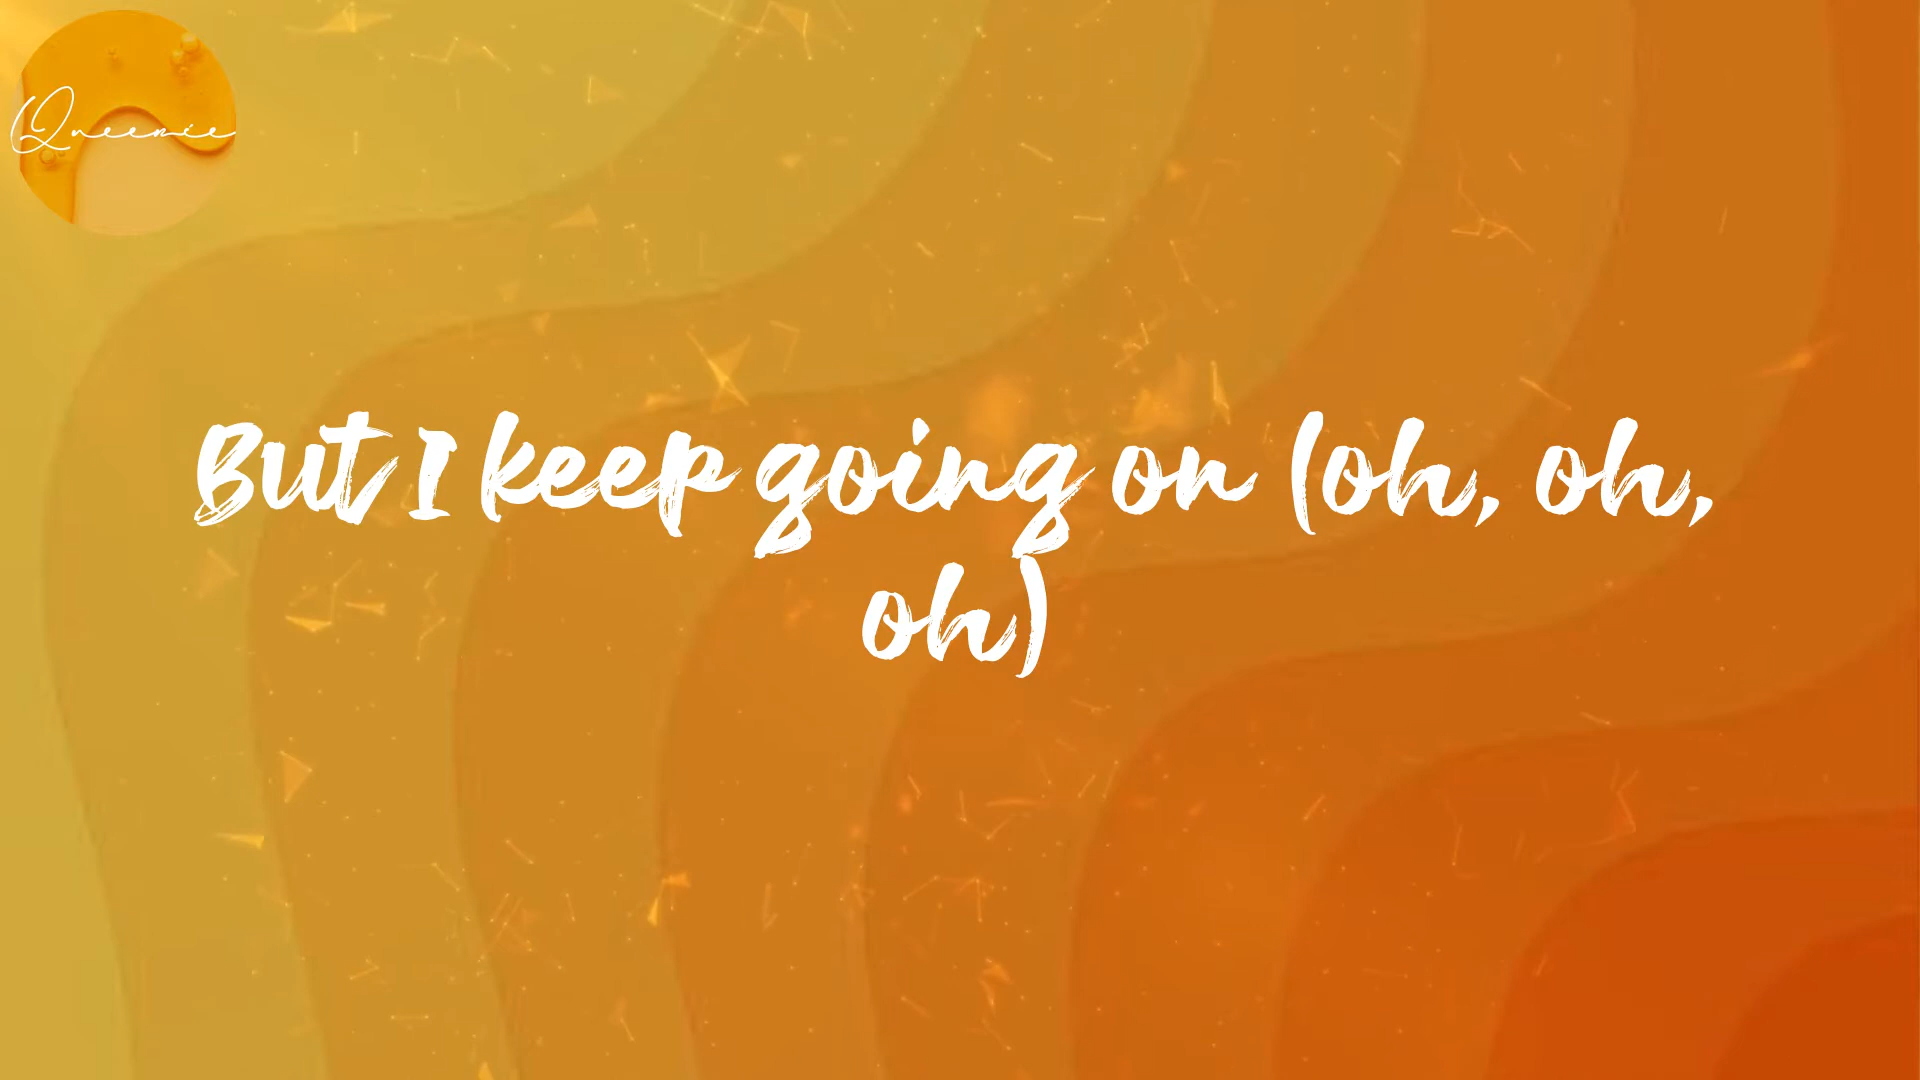 Queenie
But I keep going on (oh, oh,
oh)